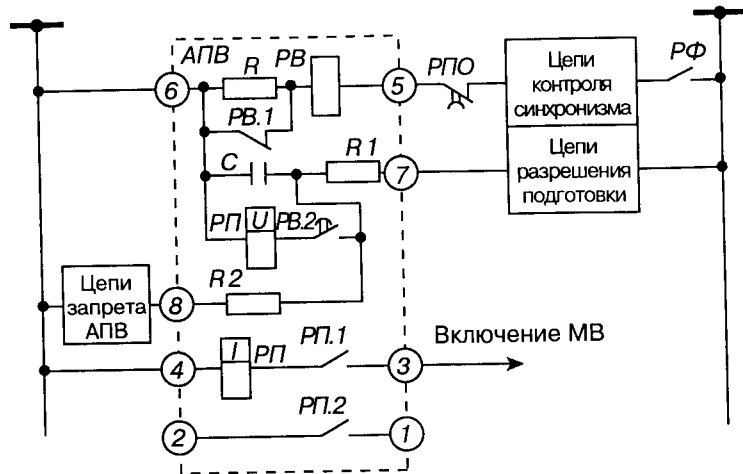 АПВ
R
РВ
РПО
Цепи
контроля
синхронизма
РФ
6
5
РВ.1
С
R1
7
Цепи
разрешения
подготовки
РП
U
РВ.2
Цепи
запрета
АПВ
8
R2
4
I
РП
РП.1
3
Включение МВ
2
РП.2
1